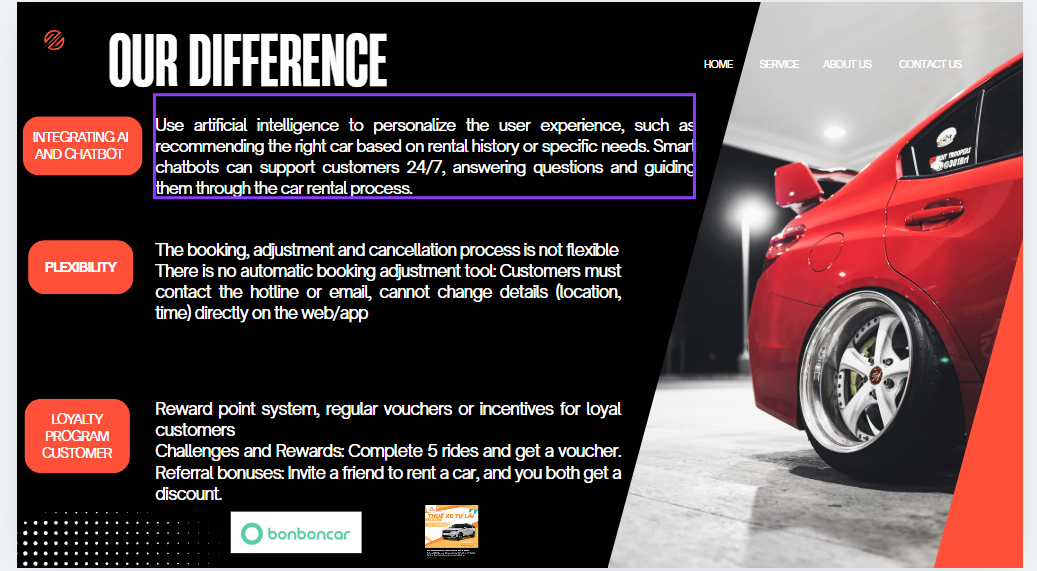 OUR DIFFERENCE
HOME
SERVICE
ABOUT US
CONTACT US
INTEGRATING AI
AND CHATBOT
Use artificial intelligence to personalize the user experience, such as
recommending the right car based on rental history or specific needs. Smart
chatbots can support customers 24/7, answering questions and guiding
them through the car rental process.
PLEXIBILITY
The booking, adjustment and cancellation process is not flexible
There is no automatic booking adjustment tool: Customers must
contact the hotline or email, cannot change details (location,
time) directly on the web/app
LOYALTY
PROGRAM
CUSTOMER
Reward point system, regular vouchers or incentives for loyal
customers
Challenges and Rewards: Complete 5 rides and get a voucher.
Referral bonuses: Invite a friend to rent a car, and you both get a
discount.
bonboncar
THUÊ XE TỰ LÁI